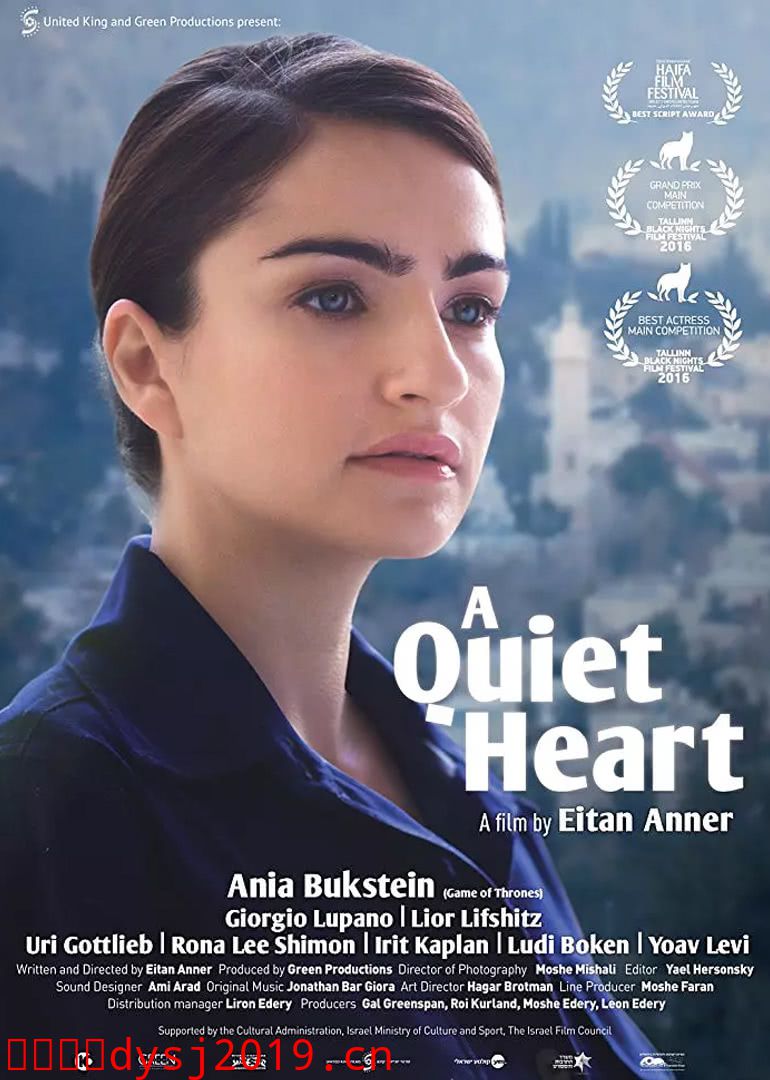 United King and Green Productions present:
HAIFA
FILM
FESTIVAL
BEST SCRIPT AWARD
GRAND PRIX
MAIN
COMPETITION
TALLINN
BLACK NIGHTS
FILM FESTIVAL
2016
BEST ACTRESS
MAIN COMPETITION
TALLINN
BLACK NIGHTS
FILM FESTIVAL
2016
A
Quiet
Heart
A film by Eitan Anner
Ania Bukstein (Game of Thrones)
Giorgio Lupano | Lior Lifshitz
Uri Gottlieb | Rona Lee Shimon | Irit Kaplan | Ludi Boken | Yoav Levi
Written and Directed by Eitan Anner Produced by Green Productions Director of Photography Moshe Mishali Editor Yael Hersonsky
Sound Designer Ami Arad Original Music Jonathan Bar Giora Art Director Hagar Brotman Line Producer Moshe Faran
Distribution manager Liron Edery Producers Gal Greenspan, Roi Kurland, Moshe Edery, Leon Edery
Supported by the Cultural Administration, Israel Ministry of Culture and Sport, The Israel Film Council
dysj2019.cn